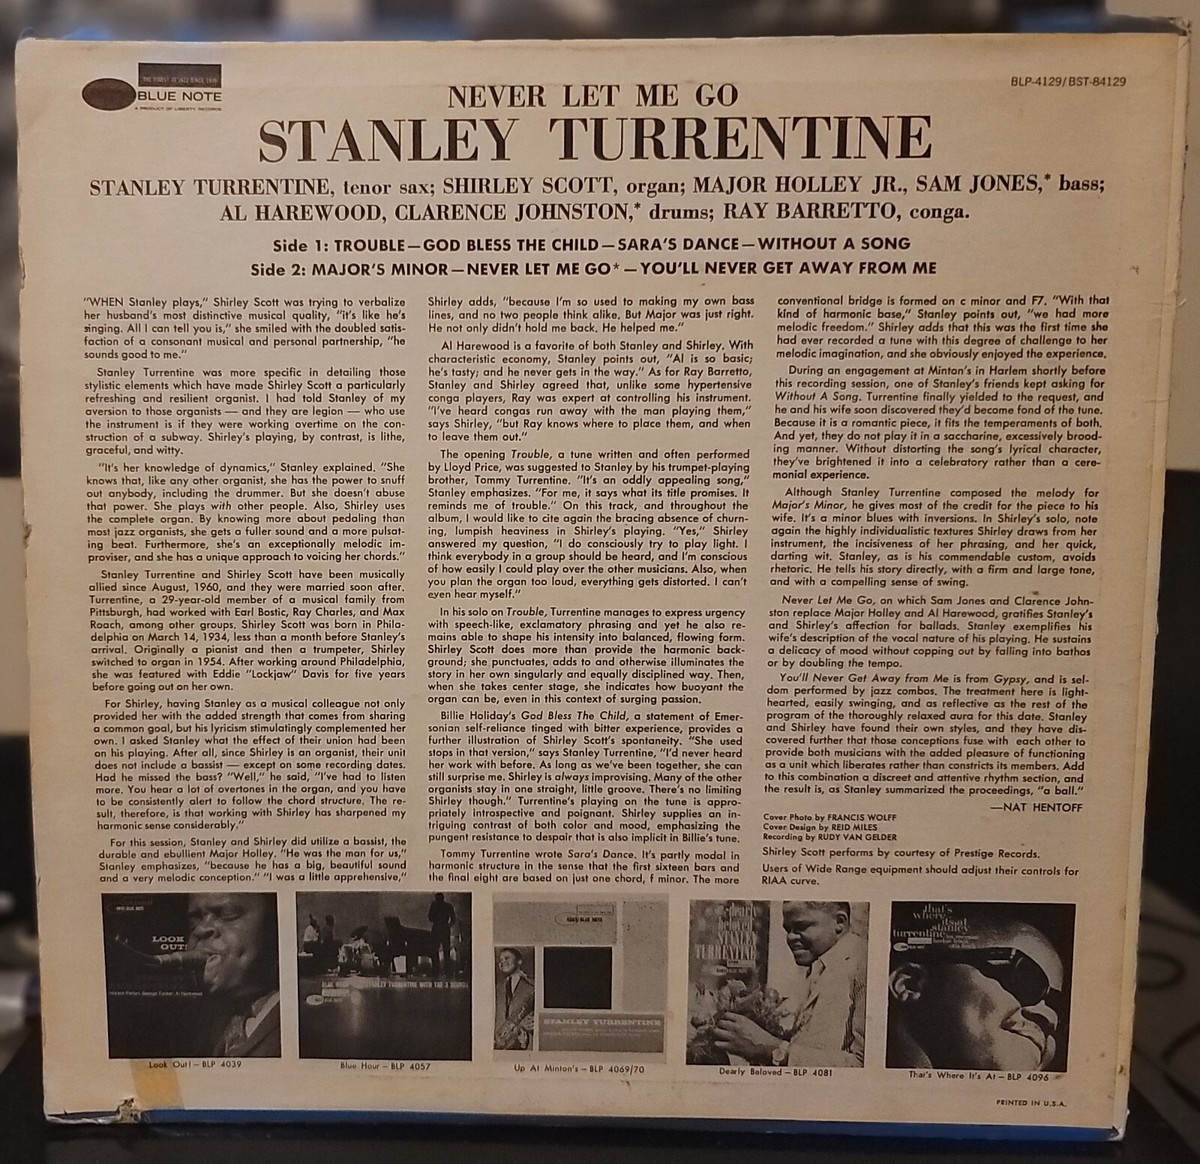 THE FINEST IN JAZZ SINCE 1939
BLUE NOTE
A PRODUCT OF LIBERTY RECORDS
BLP-4129/BST-84129
NEVER LET ME GO
STANLEY TURRENTINE
STANLEY TURRENTINE, tenor sax; SHIRLEY SCOTT, organ; MAJOR HOLLEY JR., SAM JONES,* bass;
AL HAREWOOD, CLARENCE JOHNSTON,* drums; RAY BARRETTO, conga.
Side 1: TROUBLE—GOD BLESS THE CHILD—SARA'S DANCE—WITHOUT A SONG
Side 2: MAJOR'S MINOR—NEVER LET ME GO*—YOU'LL NEVER GET AWAY FROM ME
"WHEN Stanley plays," Shirley Scott was trying to verbalize
her husband's most distinctive musical quality, "it's like he's
singing. All I can tell you is," she smiled with the doubled satis-
faction of a consonant musical and personal partnership, "he
sounds good to me."
Stanley Turrentine was more specific in detailing those
stylistic elements which have made Shirley Scott a particularly
refreshing and resilient organist. I had told Stanley of my
aversion to those organists — and they are legion — who use
the instrument is if they were working overtime on the con-
struction of a subway. Shirley's playing, by contrast, is lithe,
graceful, and witty.
"It's her knowledge of dynamics," Stanley explained. "She
knows that, like any other organist, she has the power to snuff
out anybody, including the drummer. But she doesn't abuse
that power. She plays with other people. Also, Shirley uses
the complete organ. By knowing more about pedaling than
most jazz organists, she gets a fuller sound and a more pulsat-
ing beat. Furthermore, she's an exceptionally melodic im-
proviser, and she has a unique approach to voicing her chords."
Stanley Turrentine and Shirley Scott have been musically
allied since August, 1960, and they were married soon after.
Turrentine, a 29-year-old member of a musical family from
Pittsburgh, had worked with Earl Bostic, Ray Charles, and Max
Roach, among other groups. Shirley Scott was born in Phila-
delphia on March 14, 1934, less than a month before Stanley's
arrival. Originally a pianist and then a trumpeter, Shirley
switched to organ in 1954. After working around Philadelphia,
she was featured with Eddie "Lockjaw" Davis for five years
before going out on her own.
For Shirley, having Stanley as a musical colleague not only
provided her with the added strength that comes from sharing
a common goal, but his lyricism stimulatingly complemented her
own. I asked Stanley what the effect of their union had been
on his playing. After all, since Shirley is an organist, their unit
does not include a bassist — except on some recording dates.
Had he missed the bass? "Well," he said, "I've had to listen
more. You hear a lot of overtones in the organ, and you have
to be consistently alert to follow the chord structure. The re-
sult, therefore, is that working with Shirley has sharpened my
harmonic sense considerably."
For this session, Stanley and Shirley did utilize a bassist, the
durable and ebullient Major Holley. "He was the man for us,"
Stanley emphasizes, "because he has a big, beautiful sound
and a very melodic conception." "I was a little apprehensive,"
Shirley adds, "because I'm so used to making my own bass
lines, and no two people think alike. But Major was just right.
He not only didn't hold me back. He helped me."
Al Harewood is a favorite of both Stanley and Shirley. With
characteristic economy, Stanley points out, "Al is so basic;
he's tasty; and he never gets in the way." As for Ray Barretto,
Stanley and Shirley agreed that, unlike some hypertensive
conga players, Ray was expert at controlling his instrument.
"I've heard congas run away with the man playing them,"
says Shirley, "but Ray knows where to place them, and when
to leave them out."
The opening Trouble, a tune written and often performed
by Lloyd Price, was suggested to Stanley by his trumpet-playing
brother, Tommy Turrentine. "It's an oddly appealing song,"
Stanley emphasizes. "For me, it says what its title promises. It
reminds me of trouble." On this track, and throughout the
album, I would like to cite again the bracing absence of churn-
ing, lumpish heaviness in Shirley's playing. "Yes," Shirley
answered my question, "I do consciously try to play light. I
think everybody in a group should be heard, and I'm conscious
of how easily I could play over the other musicians. Also, when
you plan the organ too loud, everything gets distorted. I can't
even hear myself."
In his solo on Trouble, Turrentine manages to express urgency
with speech-like, exclamatory phrasing and yet he also re-
mains able to shape his intensity into balanced, flowing form.
Shirley Scott does more than provide the harmonic back-
ground; she punctuates, adds to and otherwise illuminates the
story in her own singularly and equally disciplined way. Then,
when she takes center stage, she indicates how buoyant the
organ can be, even in this context of surging passion.
Billie Holiday's God Bless The Child, a statement of Emer-
sonian self-reliance tinged with bitter experience, provides a
further illustration of Shirley Scott's spontaneity. "She used
stops in that version," says Stanley Turrentine, "I'd never heard
her work with before. As long as we've been together, she can
still surprise me. Shirley is always improvising. Many of the other
organists stay in one straight, little groove. There's no limiting
Shirley though." Turrentine's playing on the tune is appro-
priately introspective and poignant. Shirley supplies an in-
triguing contrast of both color and mood, emphasizing the
pungent resistance to despair that is also implicit in Billie's tune.
Tommy Turrentine wrote Sara's Dance. It's partly modal in
harmonic structure in the sense that the first sixteen bars and
the final eight are based on just one chord, f minor. The more
conventional bridge is formed on c minor and F7. "With that
kind of harmonic base," Stanley points out, "we had more
melodic freedom." Shirley adds that this was the first time she
had ever recorded a tune with this degree of challenge to her
melodic imagination, and she obviously enjoyed the experience.
During an engagement at Minton's in Harlem shortly before
this recording session, one of Stanley's friends kept asking for
Without A Song. Turrentine finally yielded to the request, and
he and his wife soon discovered they'd become fond of the tune.
Because it is a romantic piece, it fits the temperaments of both.
And yet, they do not play it in a saccharine, excessively brood-
ing manner. Without distorting the song's lyrical character,
they've brightened it into a celebratory rather than a cere-
monial experience.
Although Stanley Turrentine composed the melody for
Major's Minor, he gives most of the credit for the piece to his
wife. It's a minor blues with inversions. In Shirley's solo, note
again the highly individualistic textures Shirley draws from her
instrument, the incisiveness of her phrasing, and her quick,
darting wit. Stanley, as is his commendable custom, avoids
rhetoric. He tells his story directly, with a firm and large tone,
and with a compelling sense of swing.
Never Let Me Go, on which Sam Jones and Clarence John-
ston replace Major Holley and Al Harewood, gratifies Stanley's
and Shirley's affection for ballads. Stanley exemplifies his
wife's description of the vocal nature of his playing. He sustains
a delicacy of mood without copping out by falling into bathos
or by doubling the tempo.
You'll Never Get Away from Me is from Gypsy, and is sel-
dom performed by jazz combos. The treatment here is light-
hearted, easily swinging, and as reflective as the rest of the
program of the thoroughly relaxed aura for this date. Stanley
and Shirley have found their own styles, and they have dis-
covered further that those conceptions fuse with each other to
provide both musicians with the added pleasure of functioning
as a unit which liberates rather than constricts its members. Add
to this combination a discreet and attentive rhythm section, and
the result is, as Stanley summarized the proceedings, "a ball."
—NAT HENTOFF
Cover Photo by FRANCIS WOLFF
Cover Design by REID MILES
Recording by RUDY VAN GELDER
Shirley Scott performs by courtesy of Prestige Records.
Users of Wide Range equipment should adjust their controls for
RIAA curve.
LOOK
OUT!
BLUE HOUR STANLEY TURRENTINE WITH THE 3 SOUNDS
STANLEY TURRENTINE
dearly
beloved
STANLEY
TURRENTINE
that's
where
it's at
stanley
turrentine
Look Out! — BLP 4039
Blue Hour — BLP 4057
Up At Minton's — BLP 4069/70
Dearly Beloved — BLP 4081
That's Where It's At — BLP 4096
PRINTED IN U.S.A.